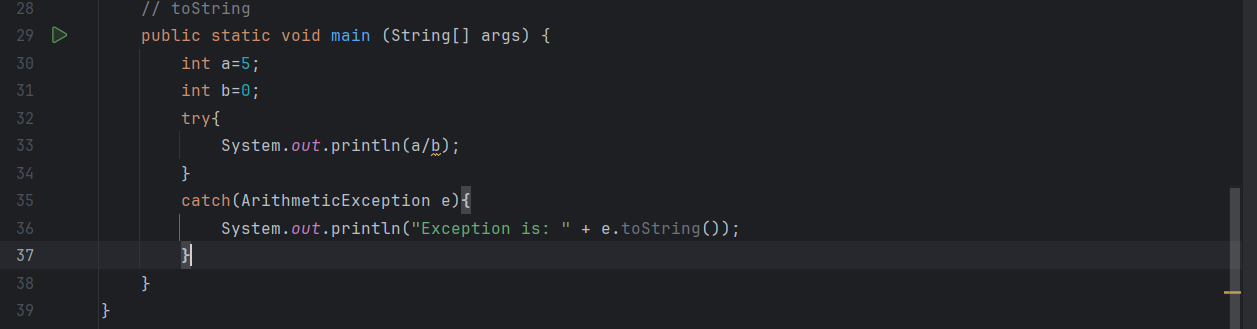 28 // toString
29 public static void main (String[] args) {
30 int a=5;
31 int b=0;
32 try{
33 System.out.println(a/b);
34 }
35 catch(ArithmeticException e){
36 System.out.println("Exception is: " + e.toString());
37 }
38 }
39 }